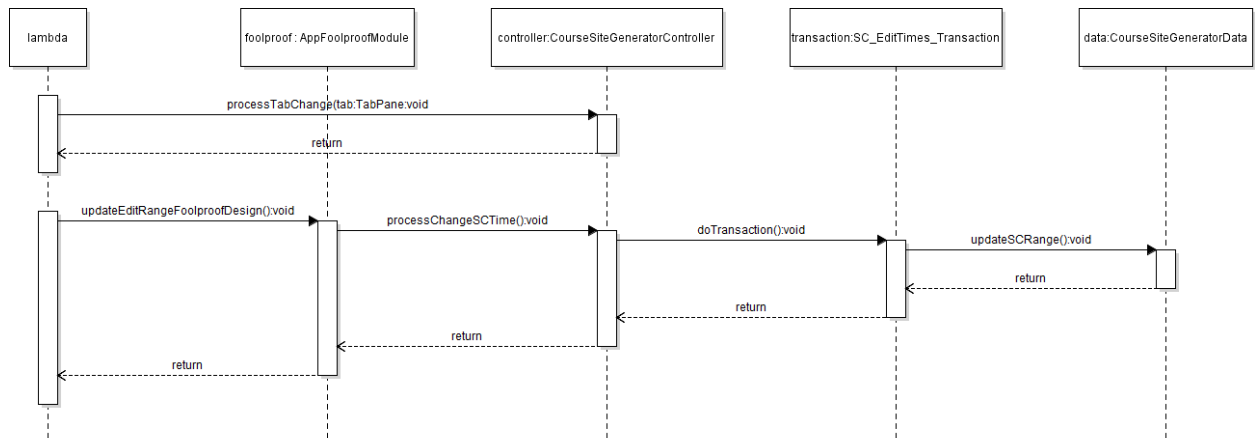 lambda
foolproof : AppFoolproofModule
controller:CourseSiteGeneratorController
transaction:SC_EditTimes_Transaction
data:CourseSiteGeneratorData
processTabChange(tab:TabPane:void
return
updateEditRangeFoolproofDesign():void
processChangeSCTime():void
doTransaction():void
updateSCRange():void
return
return
return
return